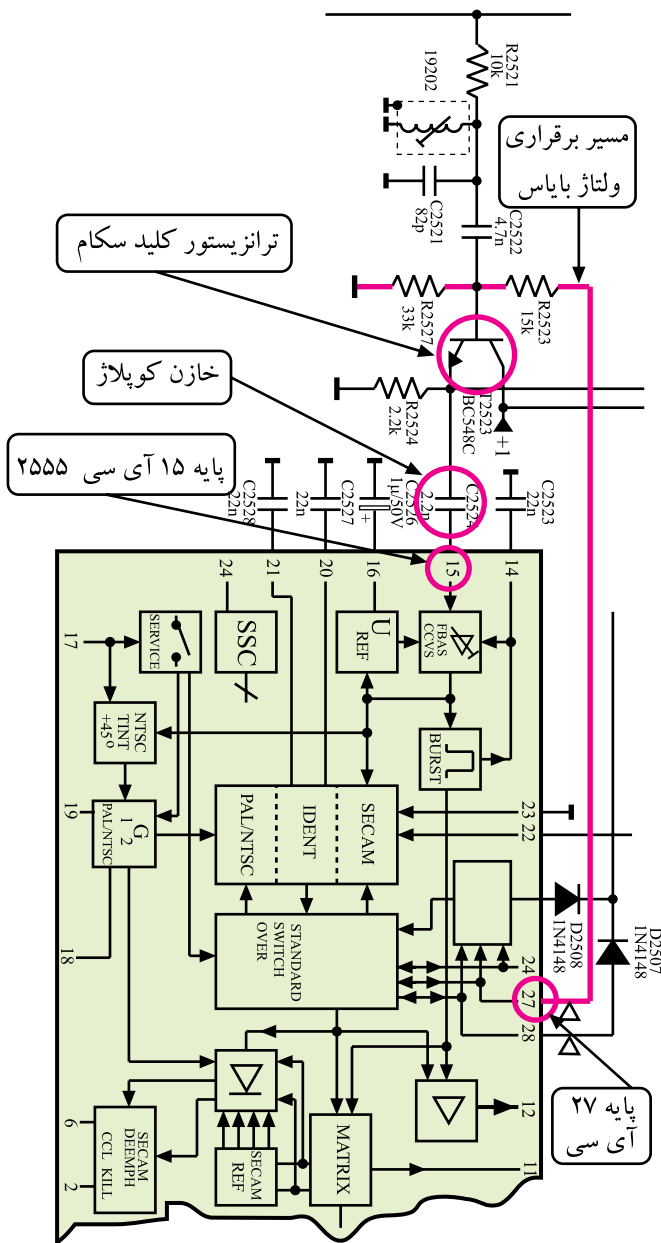 R2521
10k
19202
C2521
82p
C2522
4.7n
مسیر برقراری
ولتاژ بایاس
ترانزیستور کلید سکام
R2527
33k
R2523
15k
خازن کوپلاژ
R2524
2.2k
T2523
BC548C
+1
پایه ۱۵ آی سی ۲۵۵۵
C2528
22n
C2527
22n
C2526
1µ/50V
+
C2524
2.2n
C2523
22n
24
21
20
16
15
14
17
SERVICE
SSC
U
REF
FBAS
CCVS
NTSC
TINT
+45°
BURST
19
G
1 2
PAL/NTSC
PAL/NTSC
IDENT
SECAM
23
22
18
STANDARD
SWITCH
OVER
D2508
1N4148
D2507
1N4148
24
27
28
پایه ۲۷
آی سی
6
2
SECAM
DEEMPH
CCL KILL
SECAM
REF
MATRIX
12
11